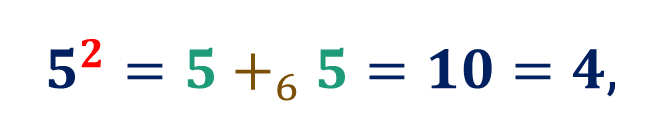 5² = 5 +₆ 5 = 10 = 4,